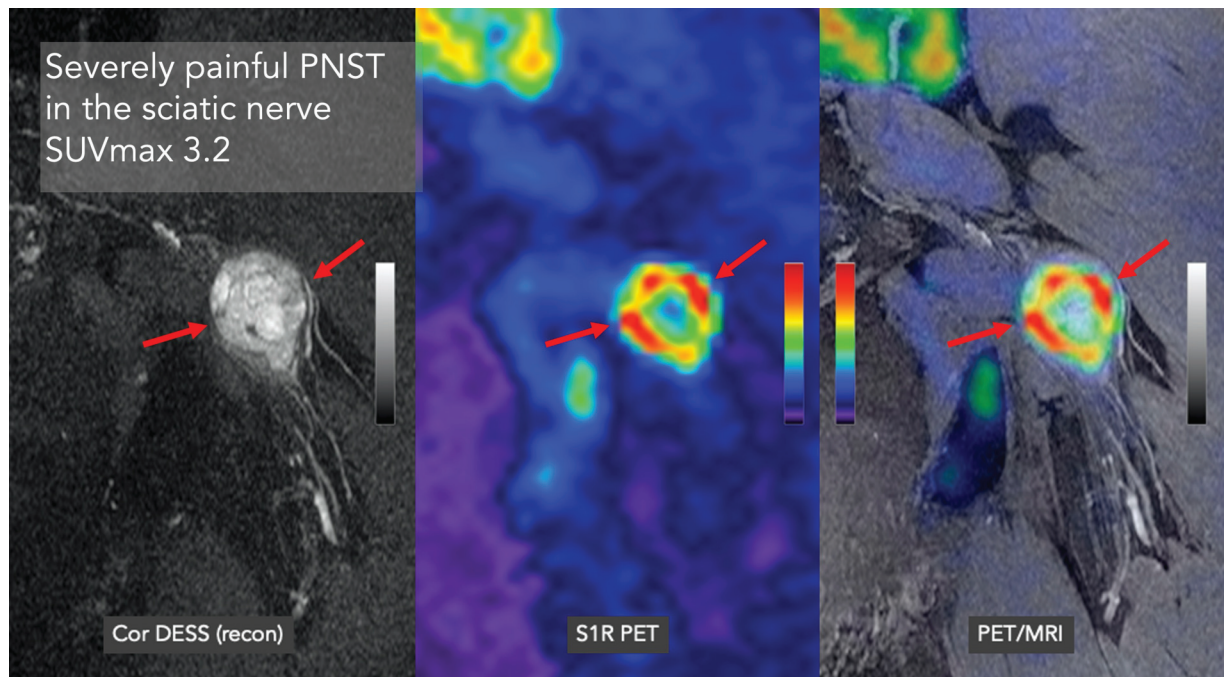 Severely painful PNST
in the sciatic nerve
SUVmax 3.2
Cor DESS (recon)
S1R PET
PET/MRI